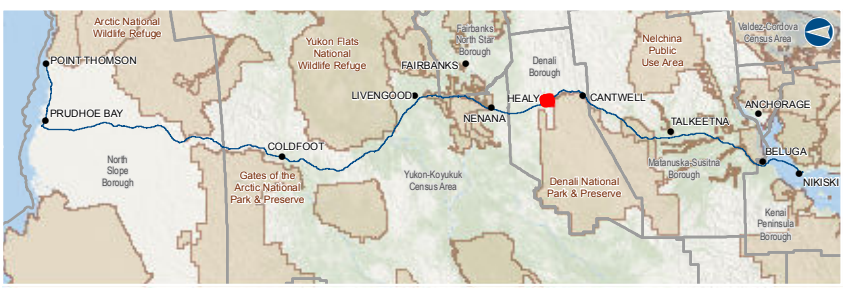 Arctic National
Wildlife Refuge
POINT THOMSON
PRUDHOE BAY
North
Slope
Borough
COLDFOOT
Gates of the
Arctic National
Park & Preserve
Yukon Flats
National
Wildlife Refuge
LIVENGOOD
FAIRBANKS
Fairbanks
North Star
Borough
NENANA
Yukon-Koyukuk
Census Area
Denali
Borough
HEALY
CANTWELL
Denali National
Park & Preserve
Nelchina
Public
Use Area
TALKEETNA
Matanuska-Susitna
Borough
Valdez-Cordova
Census Area
ANCHORAGE
BELUGA
NIKISKI
Kenai
Peninsula
Borough